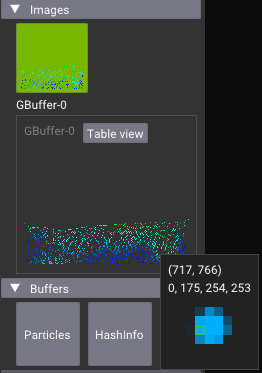 Images
GBuffer-0
GBuffer-0 Table view
(717, 766)
0, 175, 254, 253
Buffers
Particles HashInfo